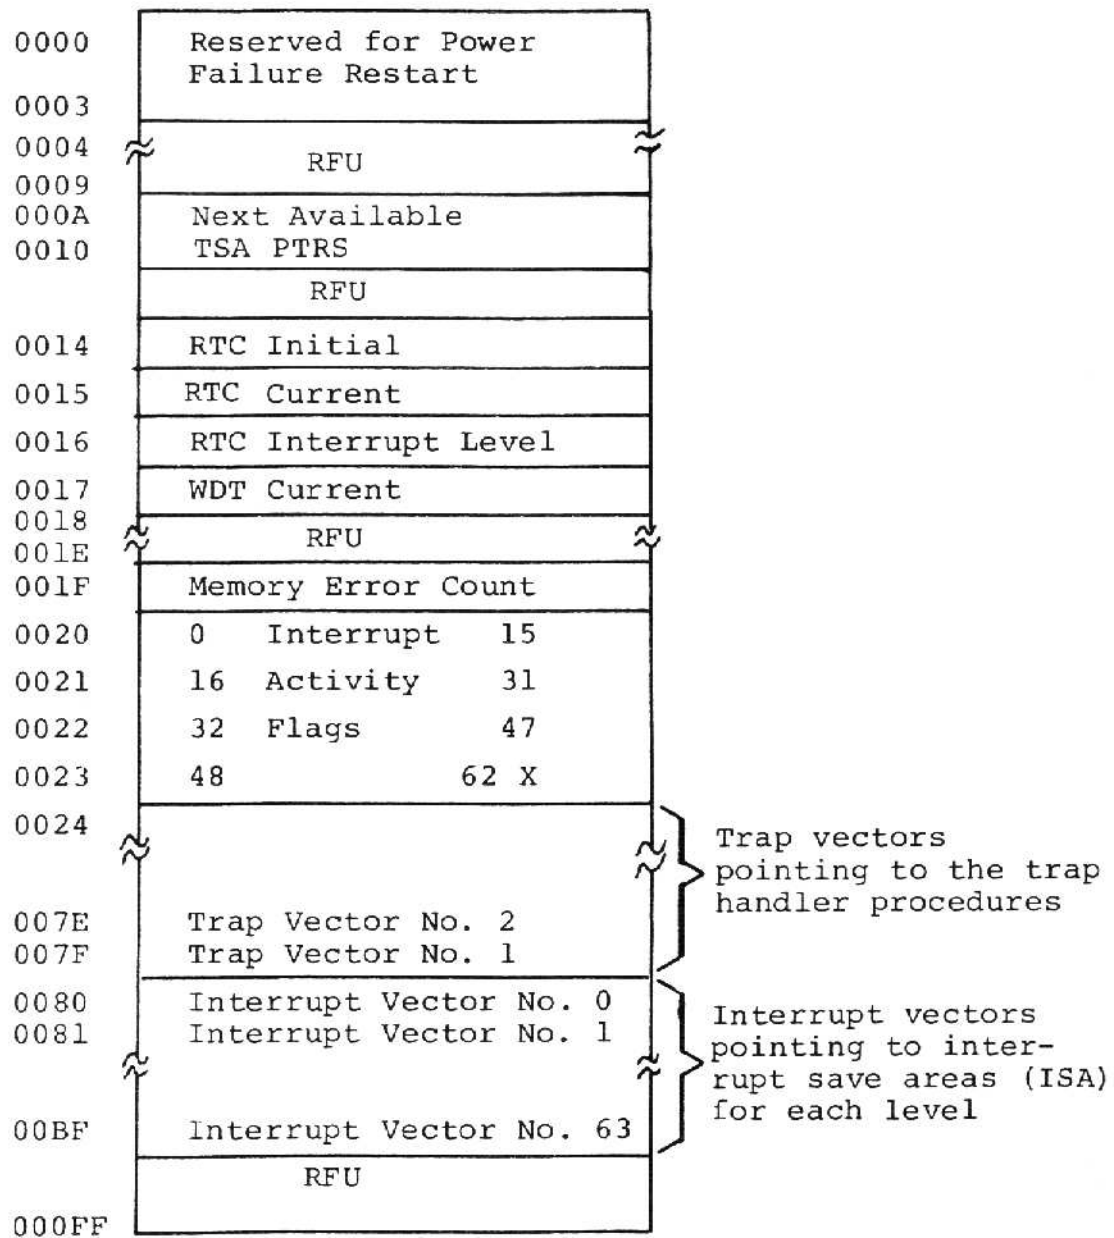 0000 Reserved for Power
Failure Restart
0003
0004
RFU
0009
000A Next Available
0010 TSA PTRS
RFU
0014 RTC Initial
0015 RTC Current
0016 RTC Interrupt Level
0017 WDT Current
0018
RFU
001E
001F Memory Error Count
0020 0 Interrupt 15
0021 16 Activity 31
0022 32 Flags 47
0023 48 62 X
0024
Trap vectors
pointing to the trap
handler procedures
007E Trap Vector No. 2
007F Trap Vector No. 1
0080 Interrupt Vector No. 0
0081 Interrupt Vector No. 1
Interrupt vectors
pointing to inter-
rupt save areas (ISA)
for each level
00BF Interrupt Vector No. 63
RFU
000FF